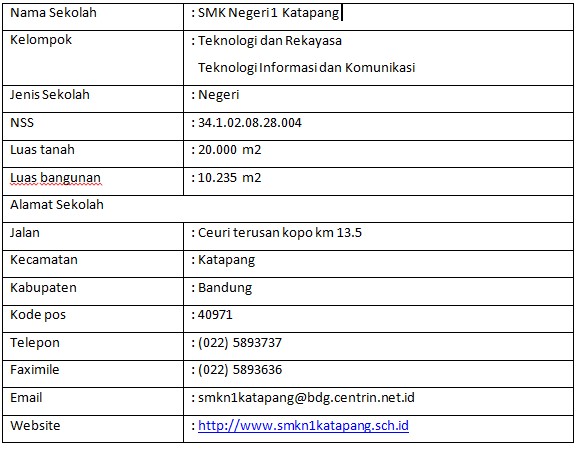 Nama Sekolah : SMK Negeri 1 Katapang
Kelompok : Teknologi dan Rekayasa
Teknologi Informasi dan Komunikasi
Jenis Sekolah : Negeri
NSS : 34.1.02.08.28.004
Luas tanah : 20.000 m2
Luas bangunan : 10.235 m2
Alamat Sekolah
Jalan : Ceuri terusan kopo km 13.5
Kecamatan : Katapang
Kabupaten : Bandung
Kode pos : 40971
Telepon : (022) 5893737
Faximile : (022) 5893636
Email : smkn1katapang@bdg.centrin.net.id
Website : http://www.smkn1katapang.sch.id